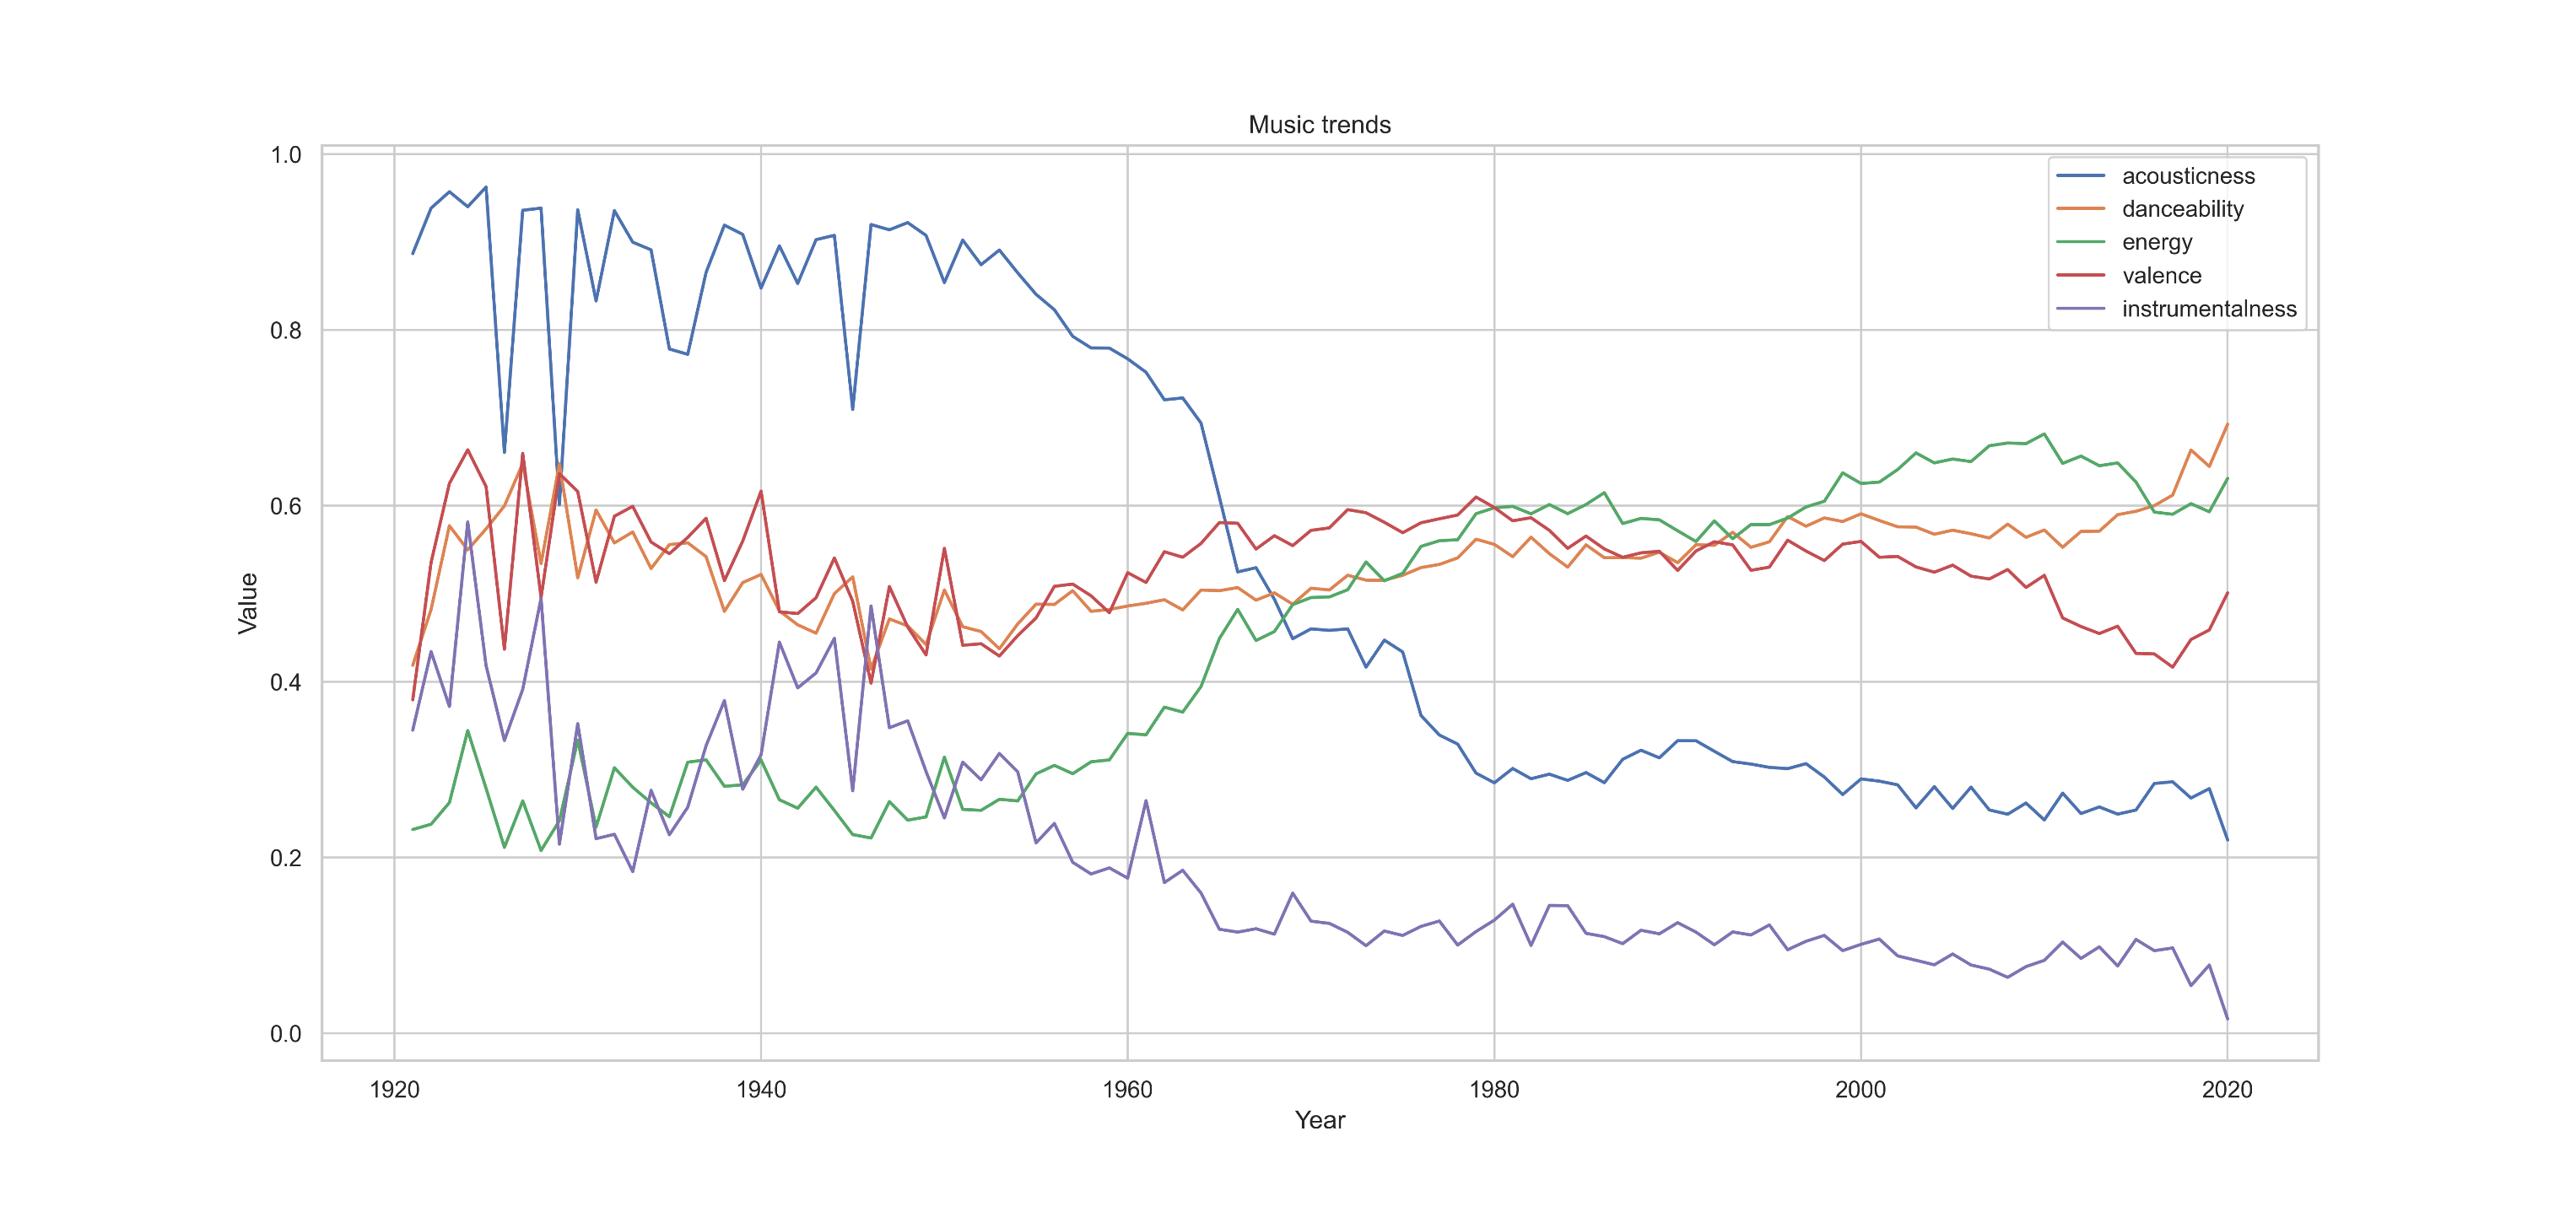 Music trends
1.0
0.8
0.6
0.4
0.2
0.0
Value
acousticness
danceability
energy
valence
instrumentalness
1920 1940 1960 1980 2000 2020
Year